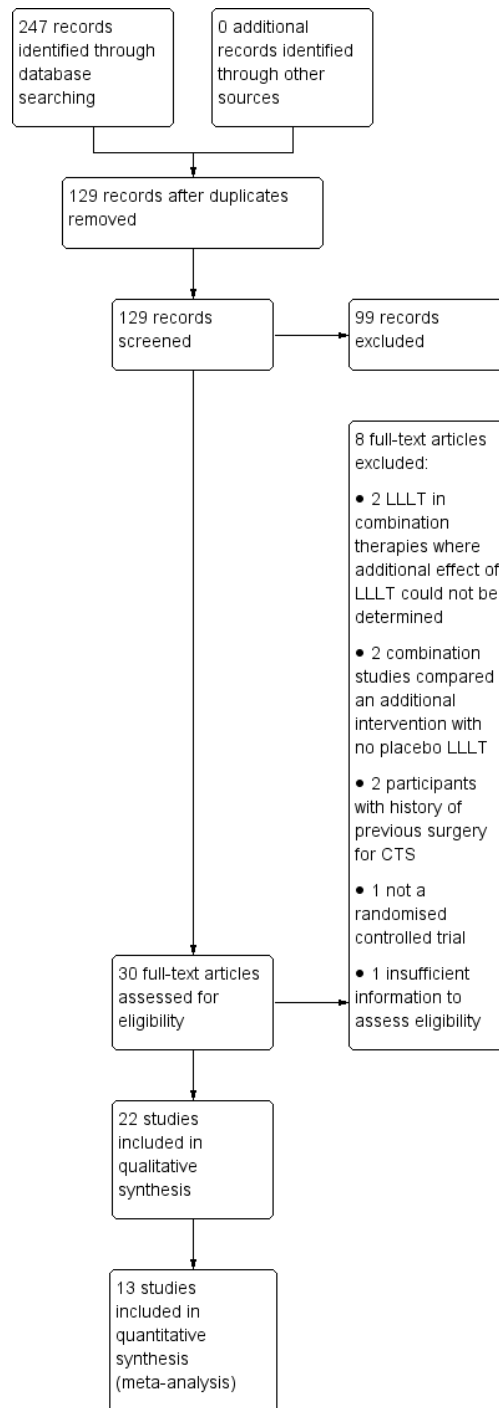 247 records
identified through
database
searching
0 additional
records identified
through other
sources
129 records after duplicates
removed
129 records
screened
99 records
excluded
8 full-text articles
excluded:
● 2 LLLT in
combination
therapies where
additional effect of
LLLT could not be
determined
● 2 combination
studies compared
an additional
intervention with
no placebo LLLT
● 2 participants
with history of
previous surgery
for CTS
● 1 not a
randomised
controlled trial
● 1 insufficient
information to
assess eligibility
30 full-text articles
assessed for
eligibility
22 studies
included in
qualitative
synthesis
13 studies
included in
quantitative
synthesis
(meta-analysis)